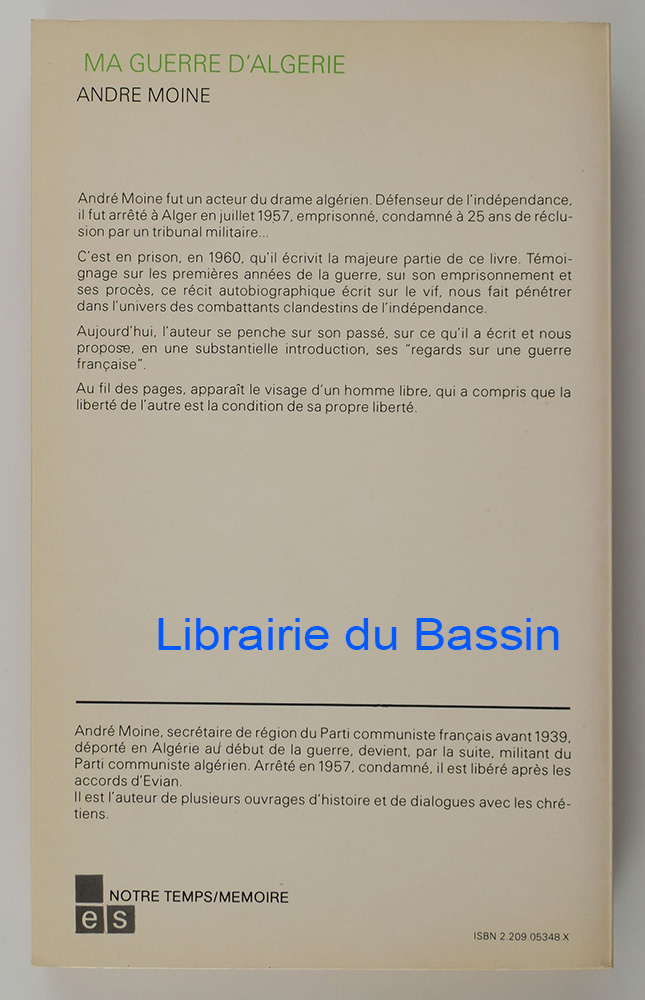 MA GUERRE D'ALGERIE
ANDRE MOINE
André Moine fut un acteur du drame algérien. Défenseur de l'indépendance,
il fut arrêté à Alger en juillet 1957, emprisonné, condamné à 25 ans de réclu-
sion par un tribunal militaire...
C'est en prison, en 1960, qu'il écrivit la majeure partie de ce livre. Témoi-
gnage sur les premières années de la guerre, sur son emprisonnement et
ses procès, ce récit autobiographique écrit sur le vif, nous fait pénétrer
dans l'univers des combattants clandestins de l'indépendance.
Aujourd'hui, l'auteur se penche sur son passé, sur ce qu'il a écrit et nous
propose, en une substantielle introduction, ses "regards sur une guerre
française".
Au fil des pages, apparaît le visage d'un homme libre, qui a compris que la
liberté de l'autre est la condition de sa propre liberté.
Librairie du Bassin
André Moine, secrétaire de région du Parti communiste français avant 1939,
déporté en Algérie au début de la guerre, devient, par la suite, militant du
Parti communiste algérien. Arrêté en 1957, condamné, il est libéré après les
accords d'Evian.
Il est l'auteur de plusieurs ouvrages d'histoire et de dialogues avec les chré-
tiens.
NOTRE TEMPS/MEMOIRE
es
ISBN 2.209.05348.X